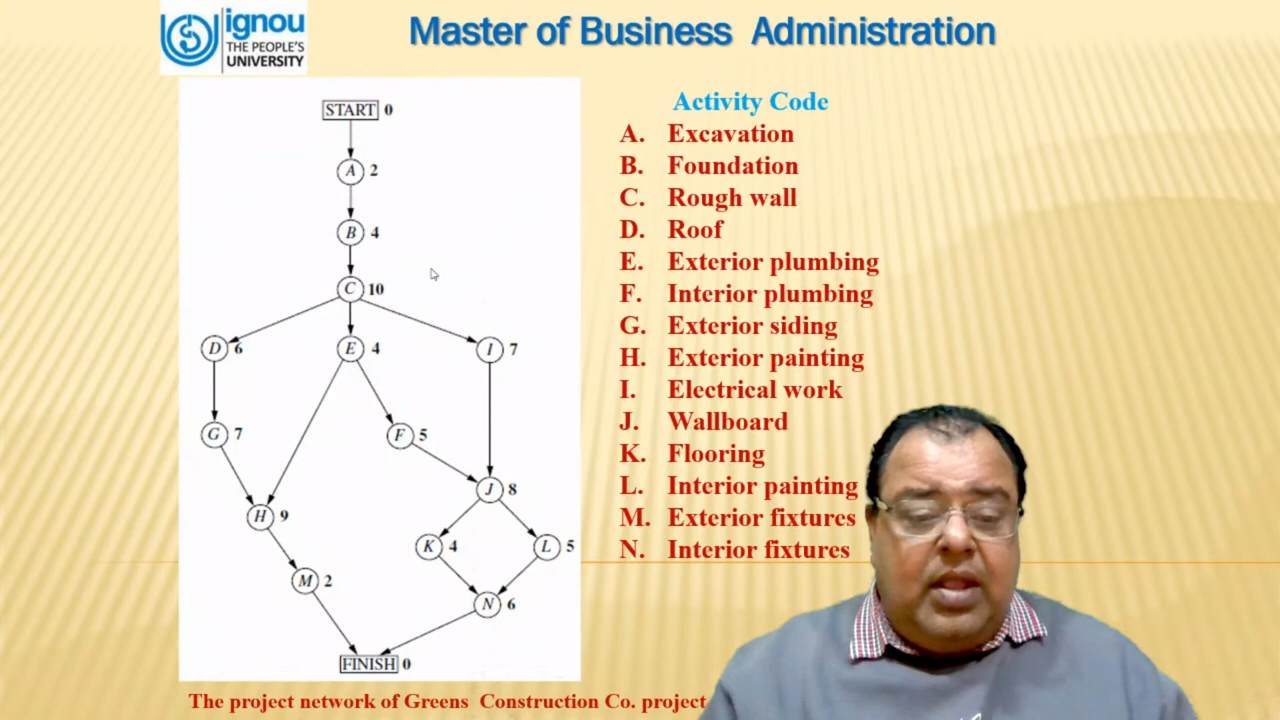 ignou
THE PEOPLE'S
UNIVERSITY
Master of Business Administration
START 0
A 2
B 4
C 10
D 6
E 4
I 7
G 7
F 5
J 8
H 9
K 4
L 5
M 2
N 6
FINISH 0
The project network of Greens Construction Co. project
Activity Code
A. Excavation
B. Foundation
C. Rough wall
D. Roof
E. Exterior plumbing
F. Interior plumbing
G. Exterior siding
H. Exterior painting
I. Electrical work
J. Wallboard
K. Flooring
L. Interior painting
M. Exterior fixtures
N. Interior fixtures